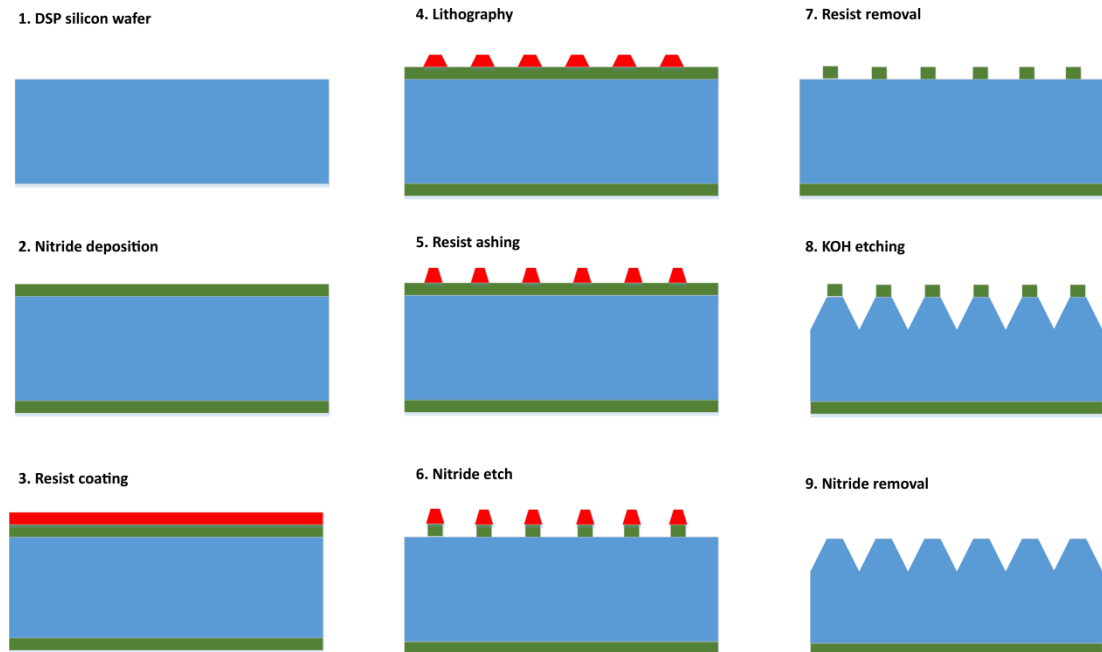 1. DSP silicon wafer
2. Nitride deposition
3. Resist coating
4. Lithography
5. Resist ashing
6. Nitride etch
7. Resist removal
8. KOH etching
9. Nitride removal